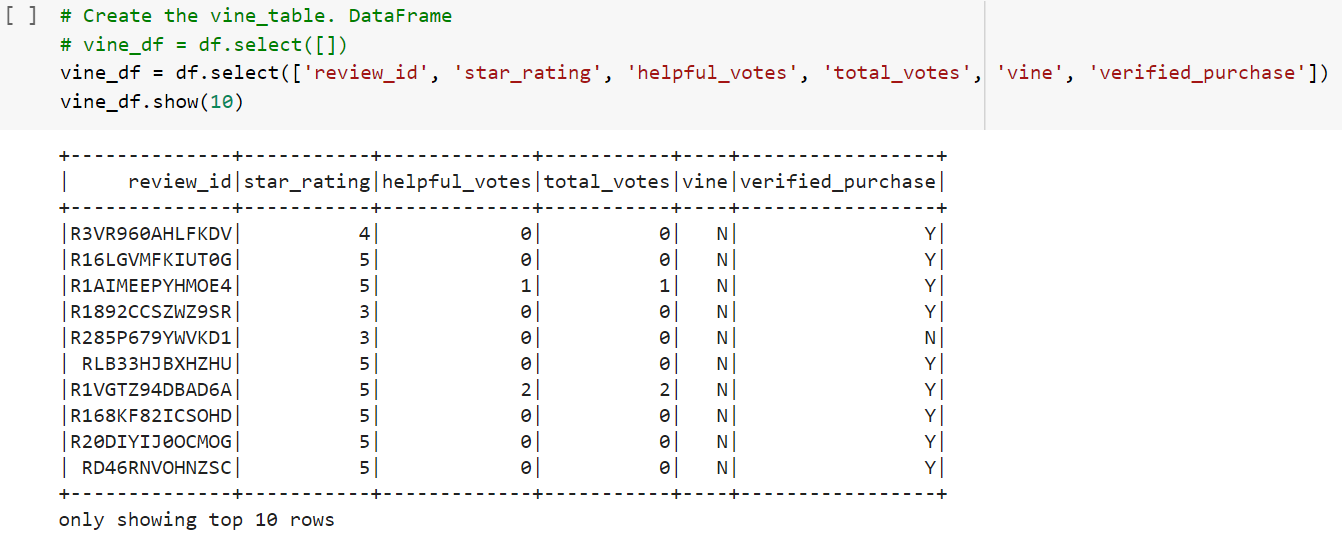 [ ] # Create the vine_table. DataFrame
# vine_df = df.select([])
vine_df = df.select(['review_id', 'star_rating', 'helpful_votes', 'total_votes', 'vine', 'verified_purchase'])
vine_df.show(10)
+--------------+-----------+-------------+-----------+----+-----------------+
|     review_id|star_rating|helpful_votes|total_votes|vine|verified_purchase|
+--------------+-----------+-------------+-----------+----+-----------------+
|R3VR960AHLFKDV|          4|            0|          0|   N|                Y|
|R16LGVMFKIUT0G|          5|            0|          0|   N|                Y|
|R1AIMEEPYHMOE4|          5|            1|          1|   N|                Y|
|R1892CCSZWZ9SR|          3|            0|          0|   N|                Y|
|R285P679YWVKD1|          3|            0|          0|   N|                N|
| RLB33HJBXHZHU|          5|            0|          0|   N|                Y|
|R1VGTZ94DBAD6A|          5|            2|          2|   N|                Y|
|R168KF82ICSOHD|          5|            0|          0|   N|                Y|
|R20DIYIJ0OCMOG|          5|            0|          0|   N|                Y|
| RD46RNVOHNZSC|          5|            0|          0|   N|                Y|
+--------------+-----------+-------------+-----------+----+-----------------+
only showing top 10 rows